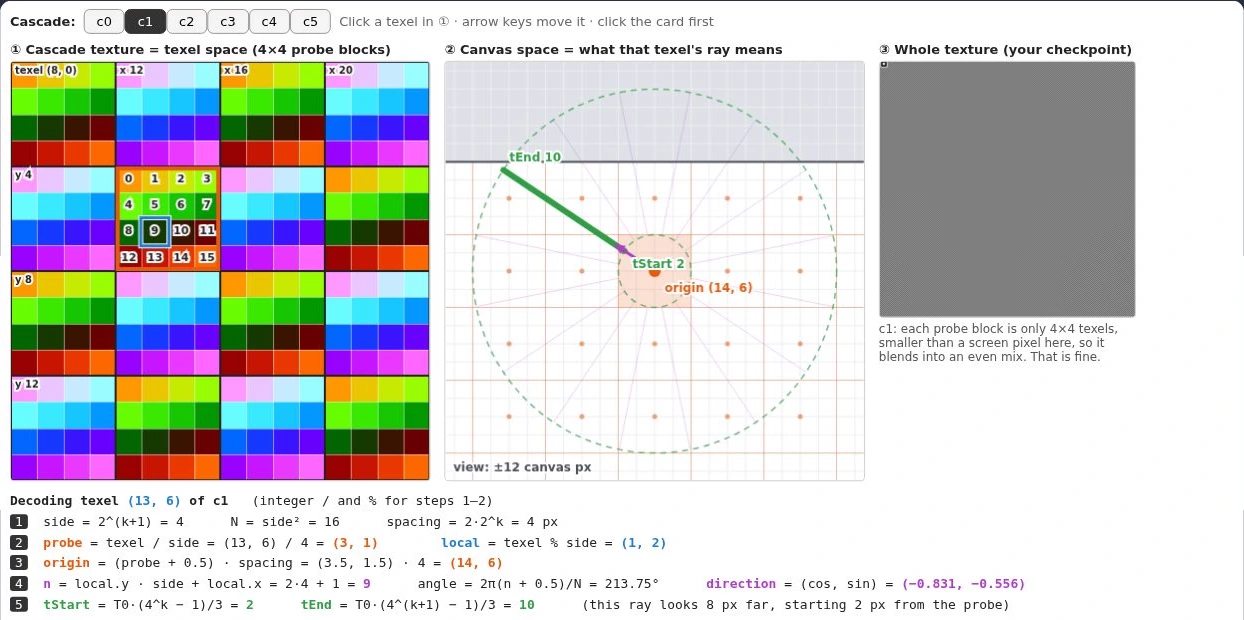 Cascade: c0 c1 c2 c3 c4 c5 Click a texel in ① · arrow keys move it · click the card first
① Cascade texture = texel space (4×4 probe blocks)
② Canvas space = what that texel's ray means
③ Whole texture (your checkpoint)
texel (8, 0) x 12 x 16 x 20
y 4
0 1 2 3
4 5 6 7
8 9 10 11
12 13 14 15
y 8
y 12
tEnd 10
tStart 2
origin (14, 6)
view: ±12 canvas px
c1: each probe block is only 4×4 texels,
smaller than a screen pixel here, so it
blends into an even mix. That is fine.
Decoding texel (13, 6) of c1 (integer / and % for steps 1–2)
1 side = 2^(k+1) = 4 N = side² = 16 spacing = 2·2^k = 4 px
2 probe = texel / side = (13, 6) / 4 = (3, 1) local = texel % side = (1, 2)
3 origin = (probe + 0.5) · spacing = (3.5, 1.5) · 4 = (14, 6)
4 n = local.y · side + local.x = 2·4 + 1 = 9 angle = 2π(n + 0.5)/N = 213.75° direction = (cos, sin) = (−0.831, −0.556)
5 tStart = T0·(4^k − 1)/3 = 2 tEnd = T0·(4^(k+1) − 1)/3 = 10 (this ray looks 8 px far, starting 2 px from the probe)